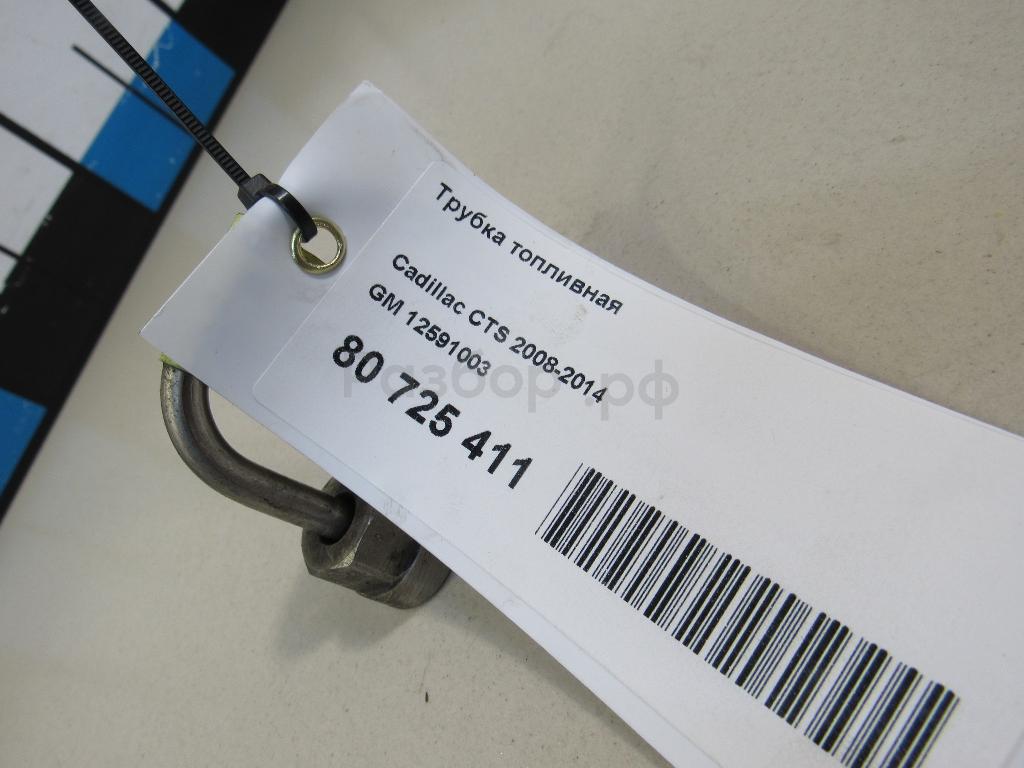 Трубка топливная
Cadillac CTS 2008-2014
GM 12591003
80 725 411
Разбор.рф